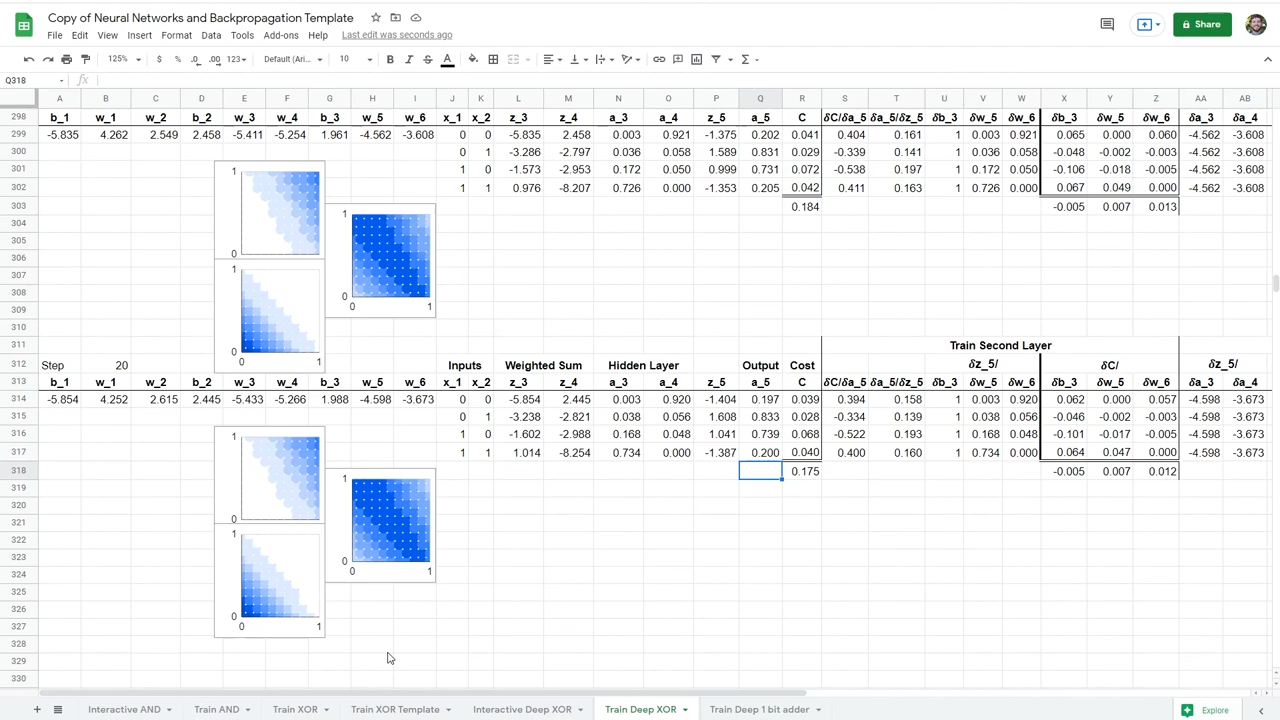 Copy of Neural Networks and Backpropagation Template
File Edit View Insert Format Data Tools Add-ons Help Last edit was seconds ago
Share
125% $ % .0 .00 123 Default (Ari... 10 B I S A
Q318 fx
A B C D E F G H I J K L M N O P Q R S T U V W X Y Z AA AB
298 b_1 w_1 w_2 b_2 w_3 w_4 b_3 w_5 w_6 x_1 x_2 z_3 z_4 a_3 a_4 z_5 a_5 C δC/δa_5 δa_5/δz_5 δb_3 δw_5 δw_6 δb_3 δw_5 δw_6 δa_3 δa_4
299 -5.835 4.262 2.549 2.458 -5.411 -5.254 1.961 -4.562 -3.608 0 0 -5.835 2.458 0.003 0.921 -1.375 0.202 0.041 0.404 0.161 1 0.003 0.921 0.065 0.000 0.060 -4.562 -3.608
300 0 1 -3.286 -2.797 0.036 0.058 1.589 0.831 0.029 -0.339 0.141 1 0.036 0.058 -0.048 -0.002 -0.003 -4.562 -3.608
301 1 0 -1.573 -2.953 0.172 0.050 0.999 0.731 0.072 -0.538 0.197 1 0.172 0.050 -0.106 -0.018 -0.005 -4.562 -3.608
302 1 1 0.976 -8.207 0.726 0.000 -1.353 0.205 0.042 0.411 0.163 1 0.726 0.000 0.067 0.049 0.000 -4.562 -3.608
303 0.184 -0.005 0.007 0.013
304
305
306
307
308
309
310
1
0
1
0
0 1
1
0
0 1
311 Train Second Layer
312 Step 20 Inputs Weighted Sum Hidden Layer Output Cost δz_5/ δC/ δz_5/
313 b_1 w_1 w_2 b_2 w_3 w_4 b_3 w_5 w_6 x_1 x_2 z_3 z_4 a_3 a_4 z_5 a_5 C δC/δa_5 δa_5/δz_5 δb_3 δw_5 δw_6 δb_3 δw_5 δw_6 δa_3 δa_4
314 -5.854 4.252 2.615 2.445 -5.433 -5.266 1.988 -4.598 -3.673 0 0 -5.854 2.445 0.003 0.920 -1.404 0.197 0.039 0.394 0.158 1 0.003 0.920 0.062 0.000 0.057 -4.598 -3.673
315 0 1 -3.238 -2.821 0.038 0.056 1.608 0.833 0.028 -0.334 0.139 1 0.038 0.056 -0.046 -0.002 -0.003 -4.598 -3.673
316 1 0 -1.602 -2.988 0.168 0.048 1.041 0.739 0.068 -0.522 0.193 1 0.168 0.048 -0.101 -0.017 -0.005 -4.598 -3.673
317 1 1 1.014 -8.254 0.734 0.000 -1.387 0.200 0.040 0.400 0.160 1 0.734 0.000 0.064 0.047 0.000 -4.598 -3.673
318 0.175 -0.005 0.007 0.012
319
320
321
322
323
324
325
326
327
328
329
330
1
0
1
0
0 1
1
0
0 1
Interactive AND Train AND Train XOR Train XOR Template Interactive Deep XOR Train Deep XOR Train Deep 1 bit adder Explore